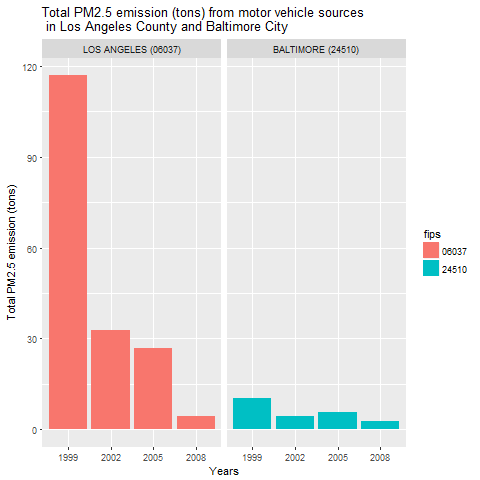 Total PM2.5 emission (tons) from motor vehicle sources
in Los Angeles County and Baltimore City
LOS ANGELES (06037)
BALTIMORE (24510)
Total PM2.5 emission (tons)
120
90
60
30
0
1999
2002
2005
2008
1999
2002
2005
2008
Years
fips
06037
24510